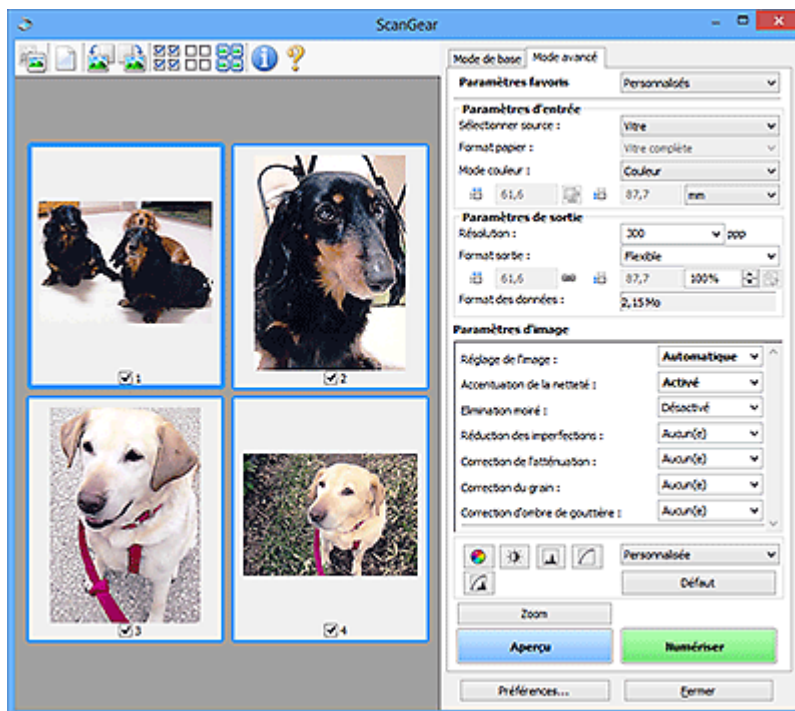 ScanGear
Mode de base Mode avancé
Paramètres favoris Personnalisés
Paramètres d'entrée
Sélectionner source : Vitre
Format papier : Vitre complète
Mode couleur : Couleur
61,6 87,7 mm
Paramètres de sortie
Résolution : 300 ppp
Format sortie : Flexible
61,6 87,7 100%
Format des données : 2,15 Mo
Paramètres d'image
Réglage de l'image : Automatique
Accentuation de la netteté : Activé
Elimination moiré : Désactivé
Réduction des imperfections : Aucun(e)
Correction de l'atténuation : Aucun(e)
Correction du grain : Aucun(e)
Correction d'ombre de gouttière : Aucun(e)
Personnalisée
Défaut
Zoom
Aperçu Numériser
Préférences... Fermer
1
2
3
4